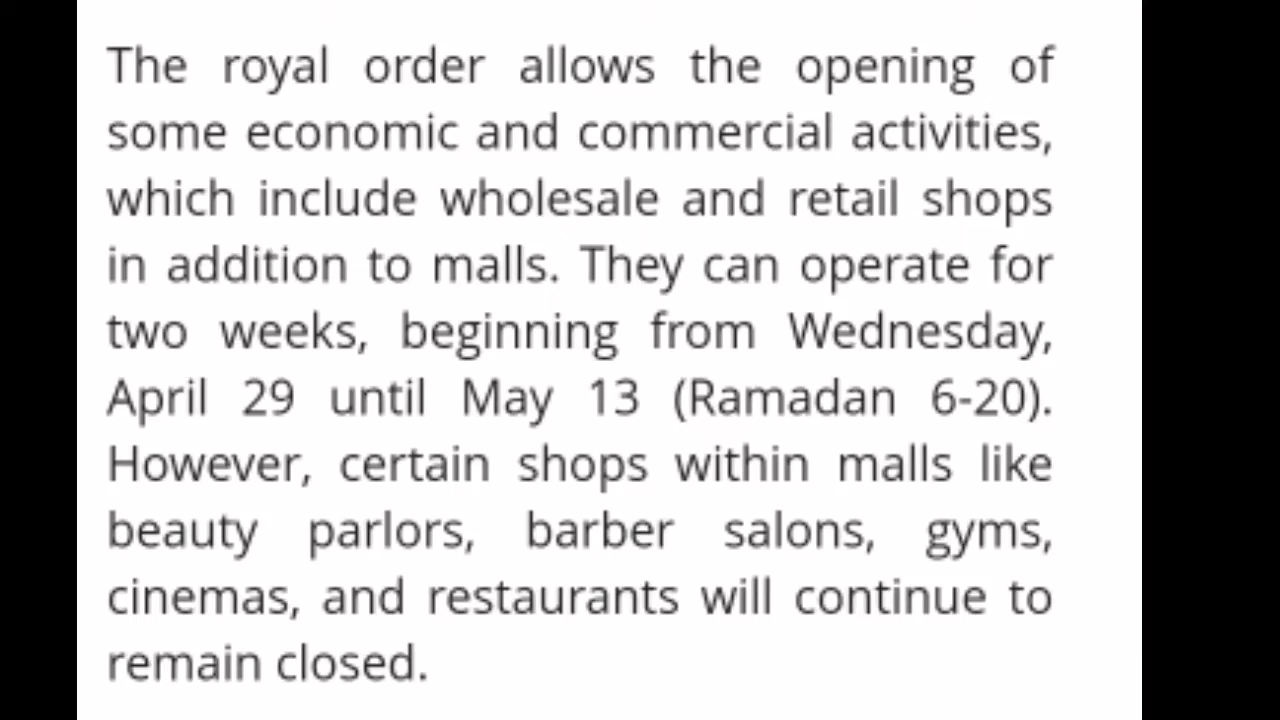 The royal order allows the opening of
some economic and commercial activities,
which include wholesale and retail shops
in addition to malls. They can operate for
two weeks, beginning from Wednesday,
April 29 until May 13 (Ramadan 6-20).
However, certain shops within malls like
beauty parlors, barber salons, gyms,
cinemas, and restaurants will continue to
remain closed.